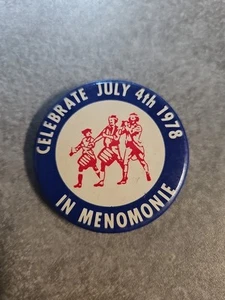 CELEBRATE JULY 4th 1978
IN MENOMONIE